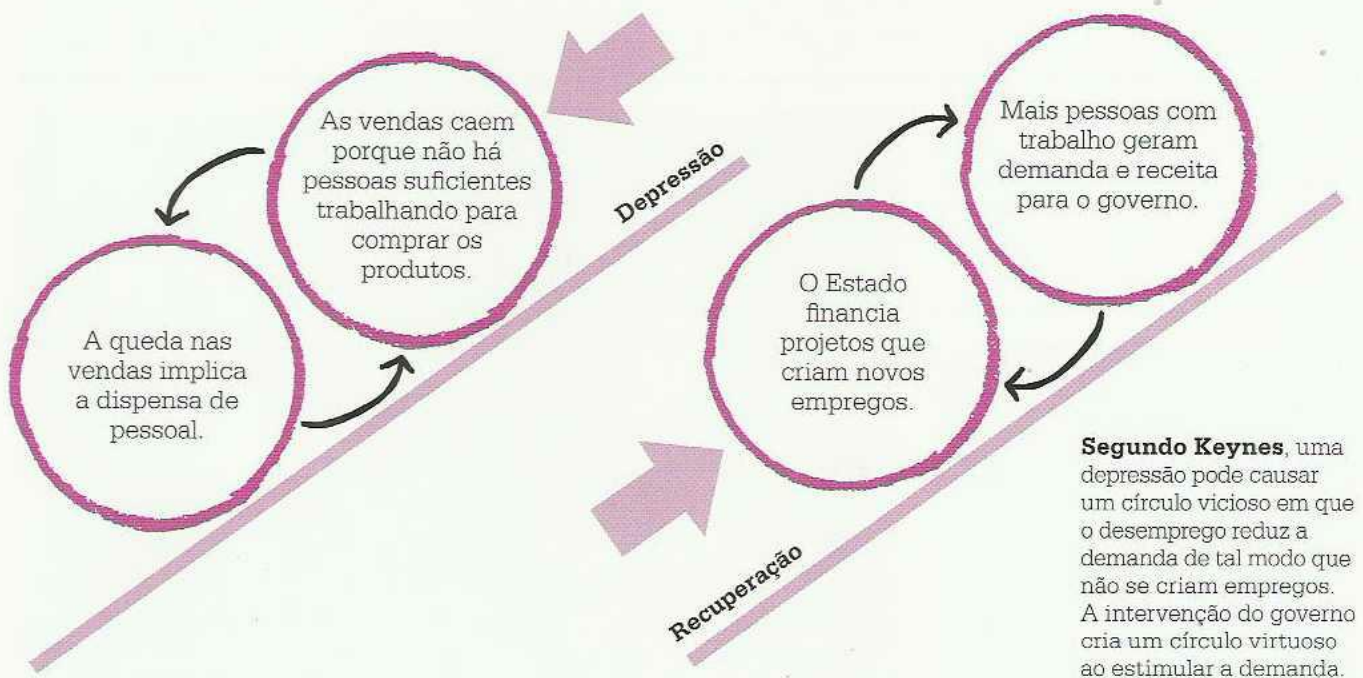 As vendas caem
porque não há
pessoas suficientes
trabalhando para
comprar os
produtos.
A queda nas
vendas implica
a dispensa de
pessoal.
Depressão
Mais pessoas com
trabalho geram
demanda e receita
para o governo.
O Estado
financia
projetos que
criam novos
empregos.
Recuperação
Segundo Keynes, uma
depressão pode causar
um círculo vicioso em que
o desemprego reduz a
demanda de tal modo que
não se criam empregos.
A intervenção do governo
cria um círculo virtuoso
ao estimular a demanda.